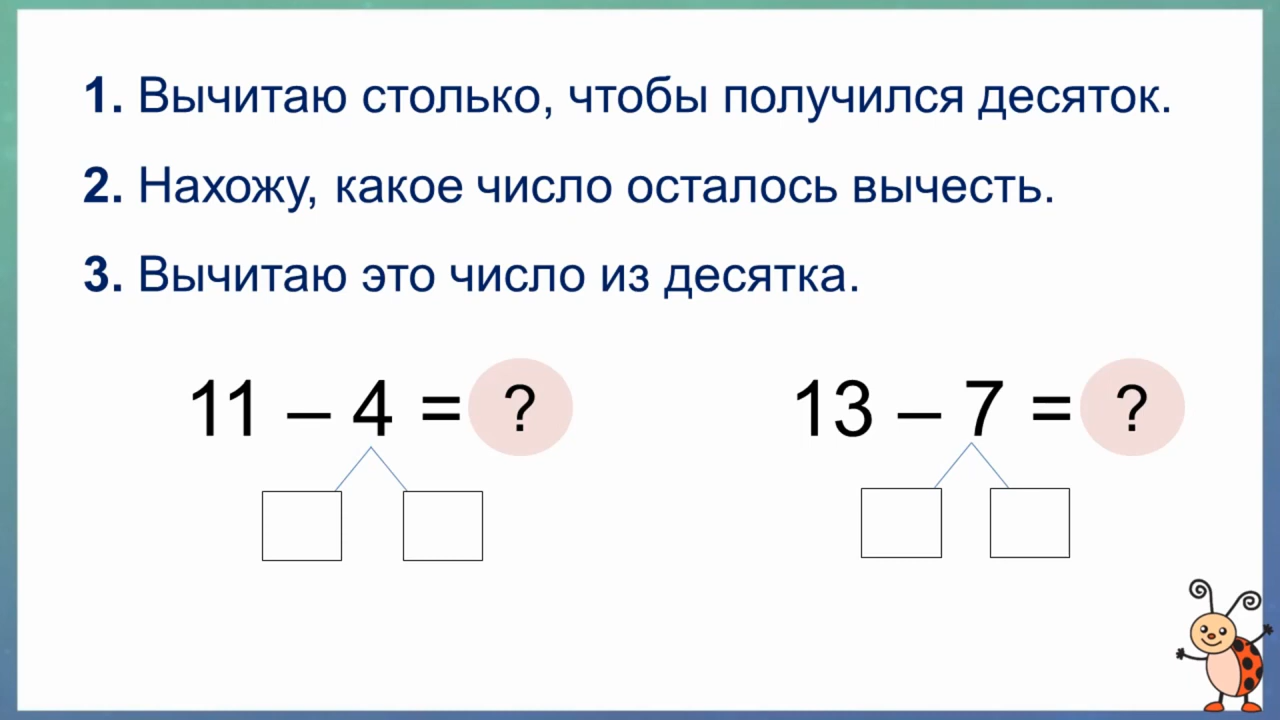 1. Вычитаю столько, чтобы получился десяток.
2. Нахожу, какое число осталось вычесть.
3. Вычитаю это число из десятка.
11 – 4 = ?
13 – 7 = ?